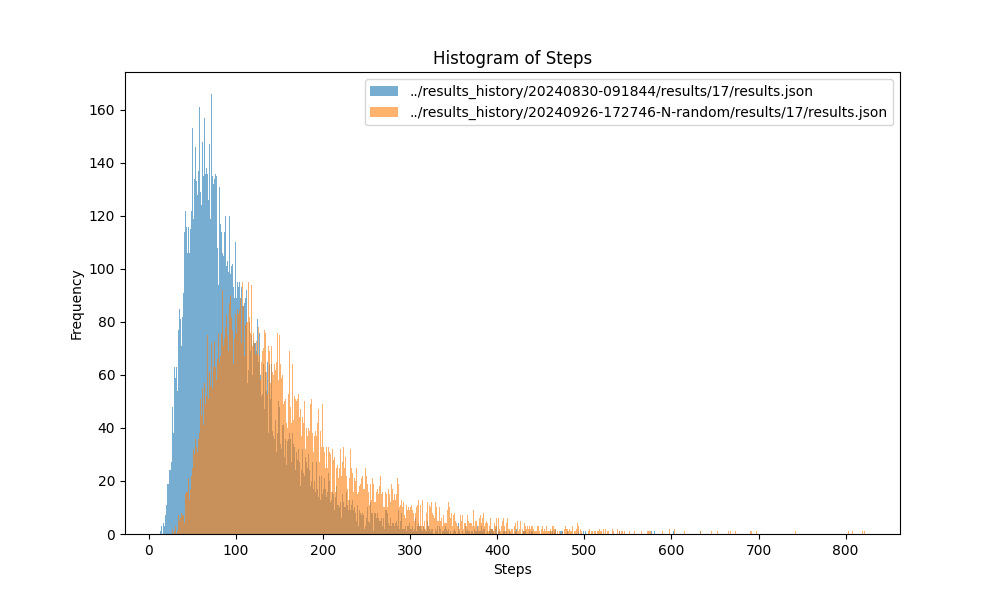 Histogram of Steps
../results_history/20240830-091844/results/17/results.json
../results_history/20240926-172746-N-random/results/17/results.json
Frequency
160
140
120
100
80
60
40
20
0
0 100 200 300 400 500 600 700 800
Steps